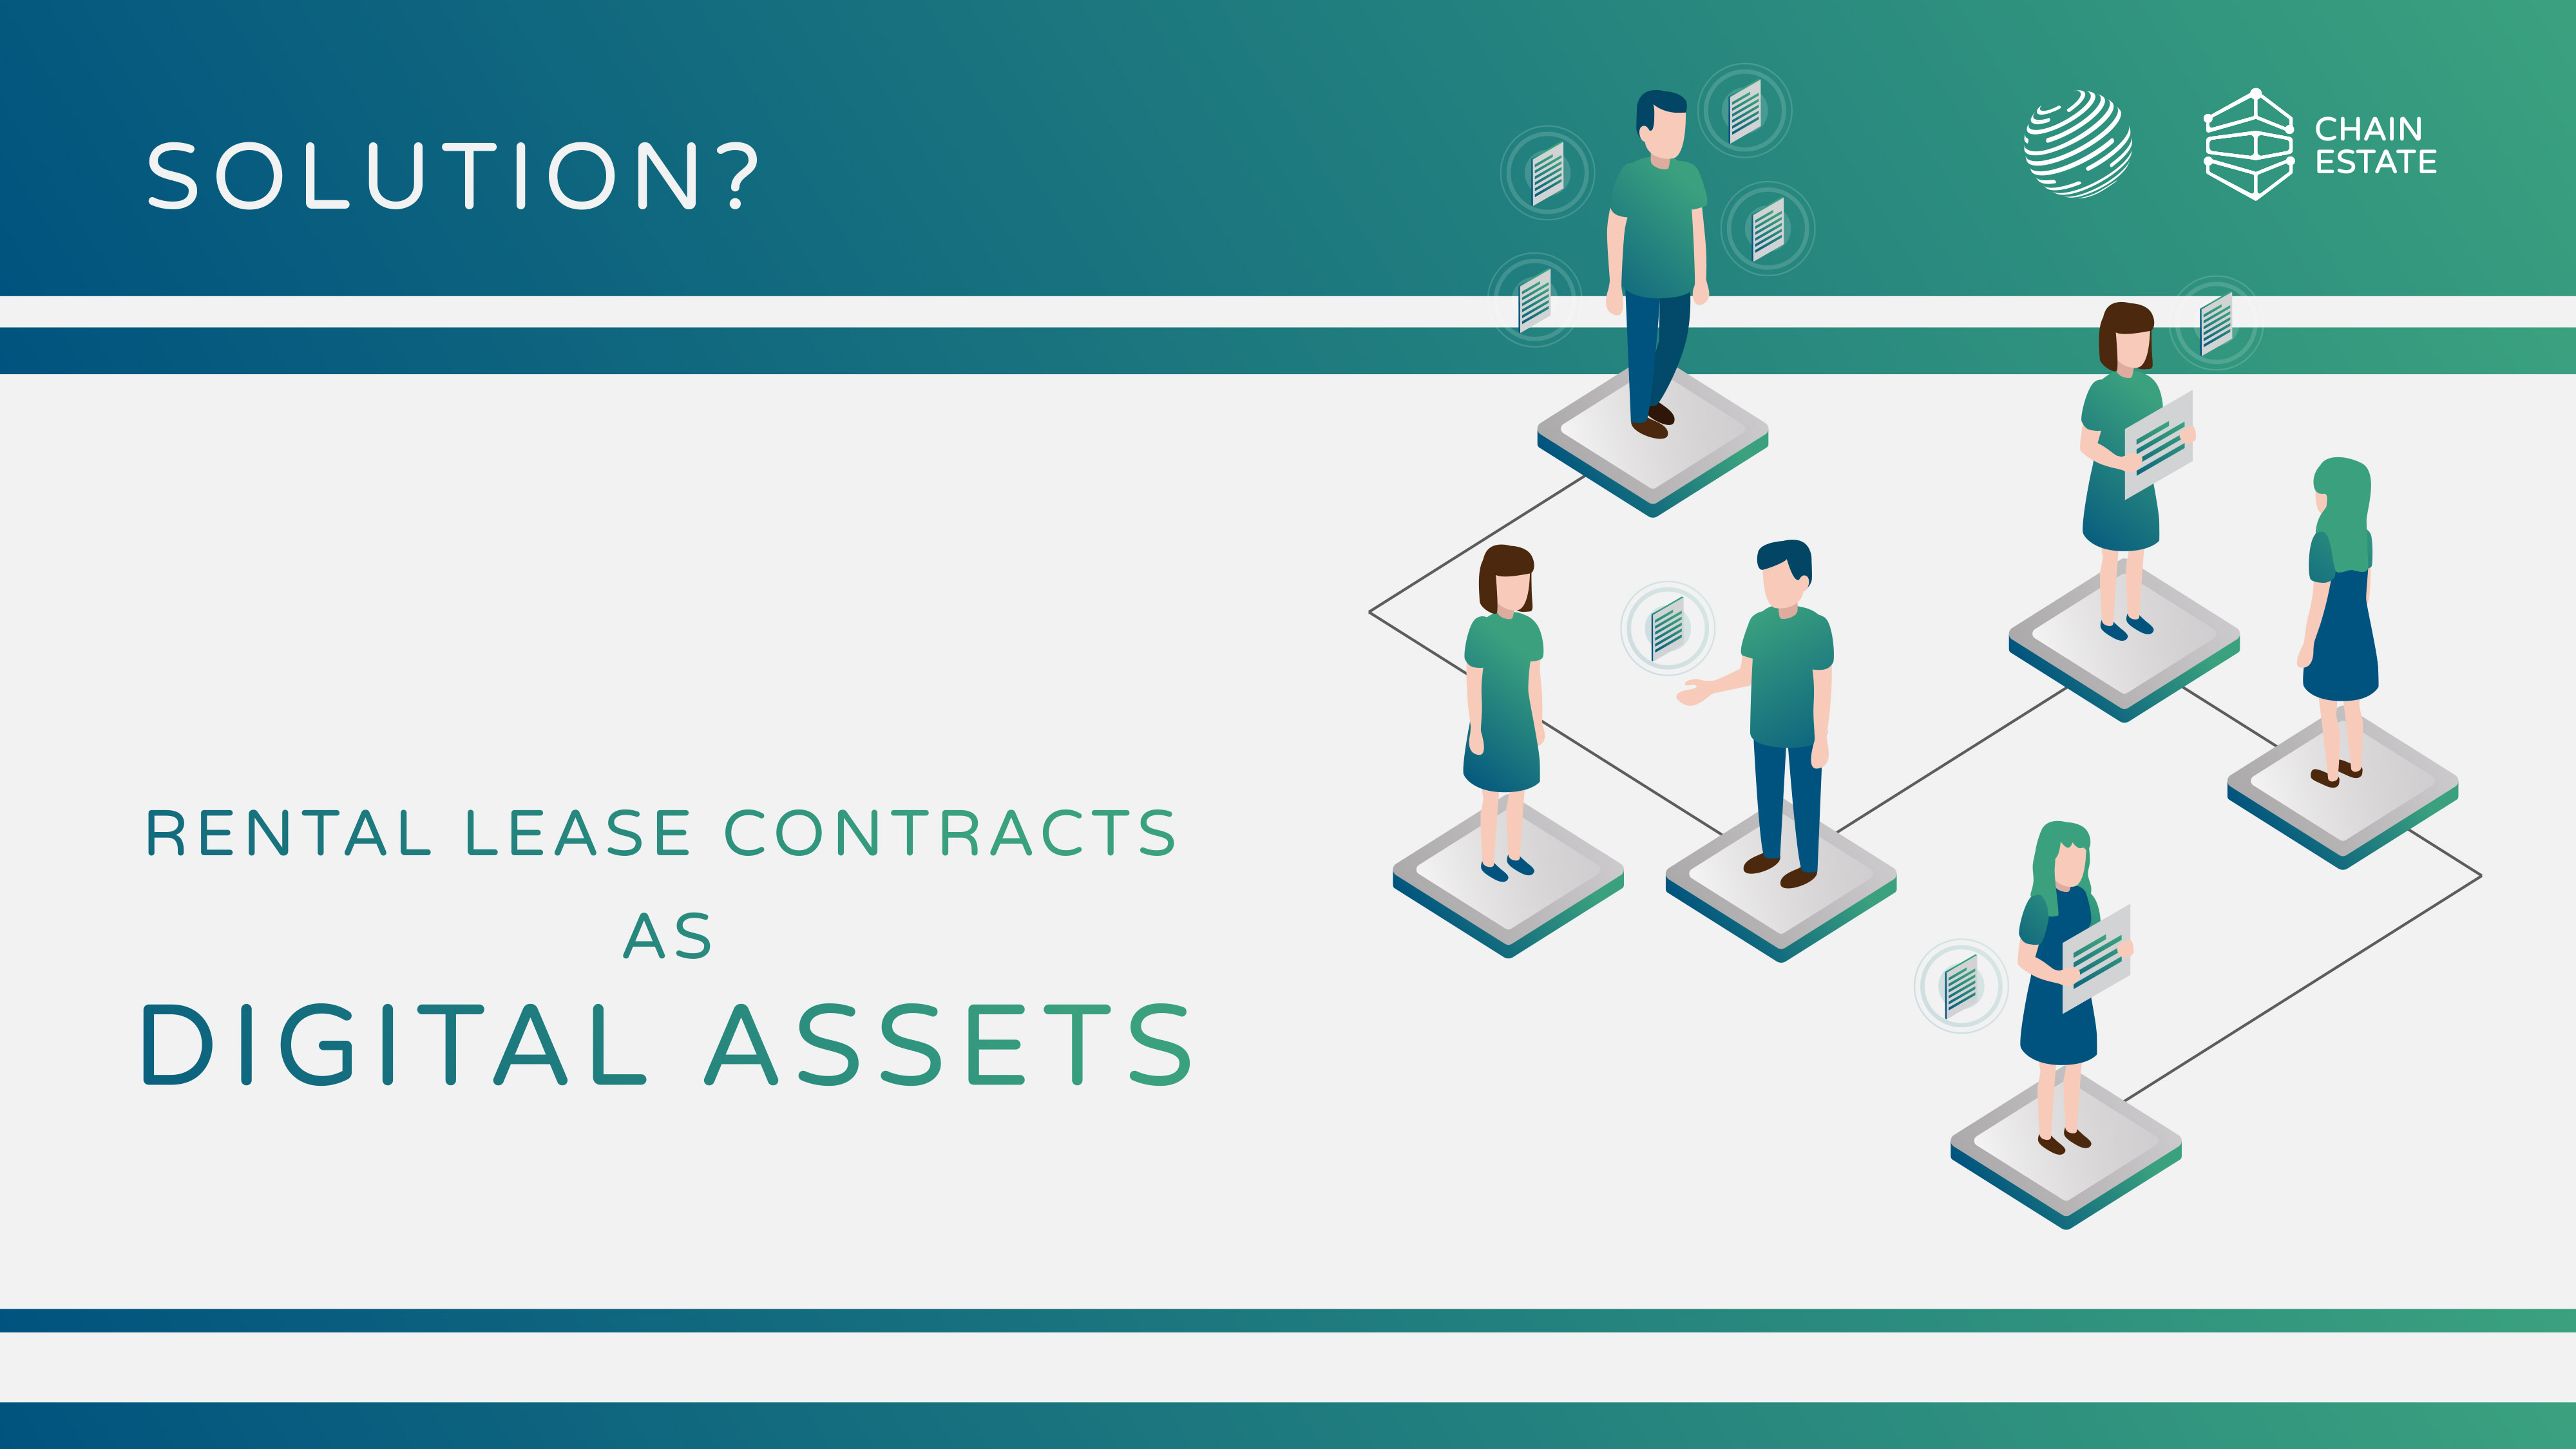 SOLUTION?
CHAIN
ESTATE
RENTAL LEASE CONTRACTS
AS
DIGITAL ASSETS